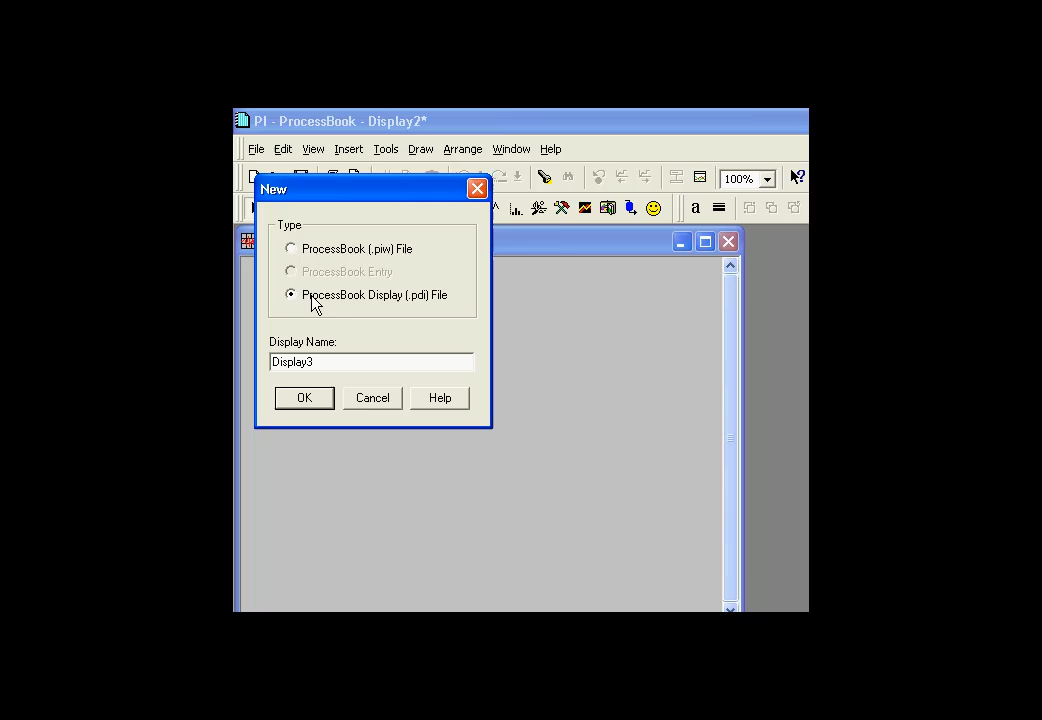 PI - ProcessBook - Display2*
File Edit View Insert Tools Draw Arrange Window Help
100%
New
a
Type
ProcessBook (.piw) File
ProcessBook Entry
ProcessBook Display (.pdi) File
Display Name:
Display3
OK Cancel Help